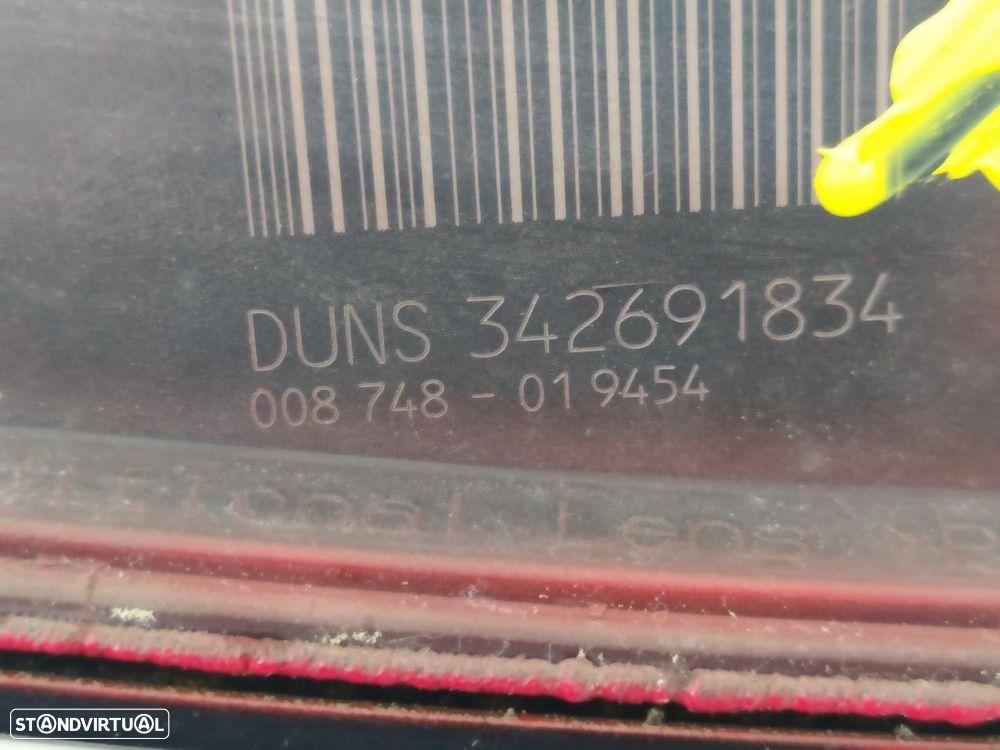 DUNS 342691834
008 748 - 01 9454
STANDVIRTUAL